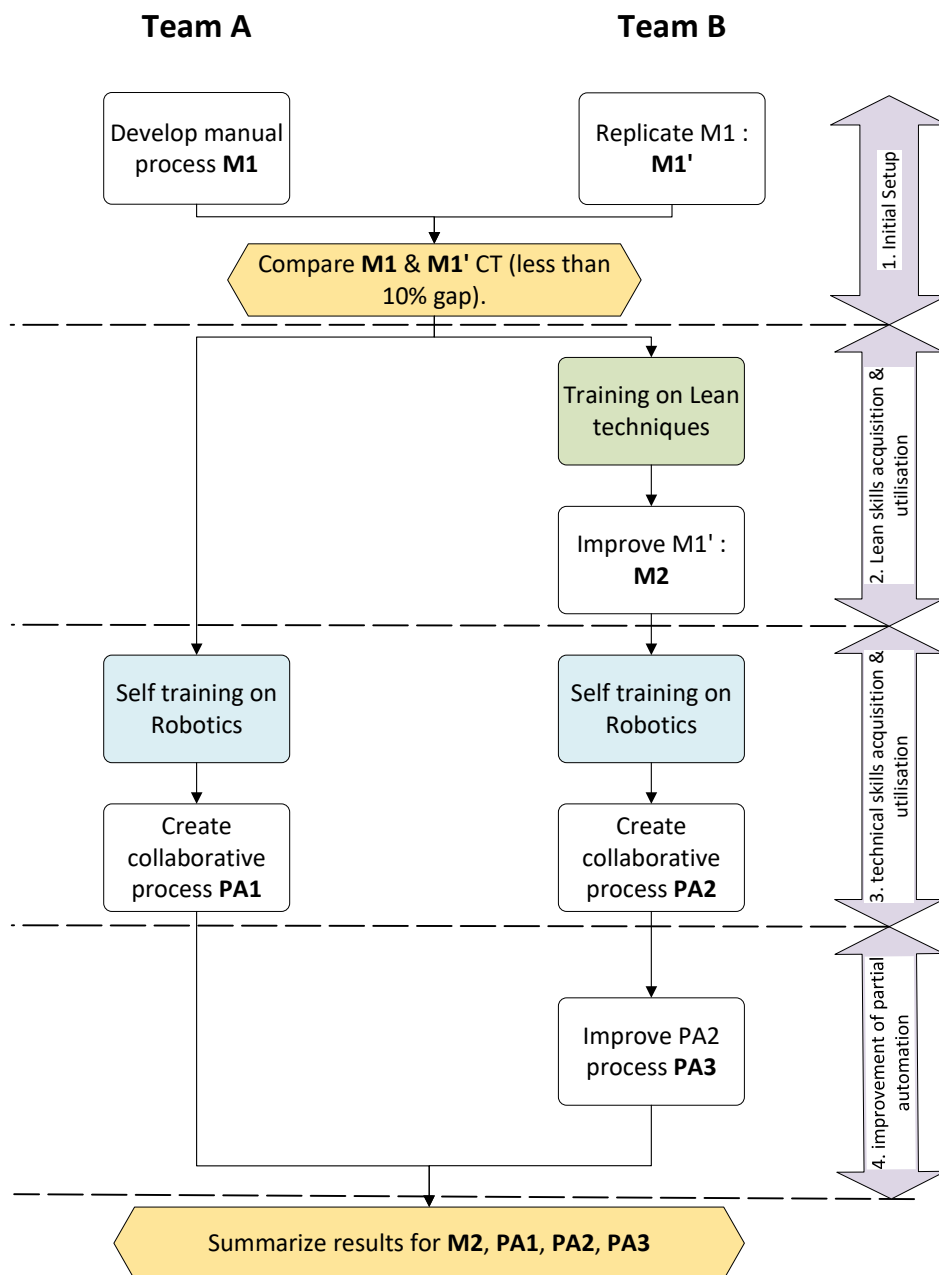 Team A
Team B
Develop manual
process M1
Replicate M1 :
M1'
1. Initial Setup
Compare M1 & M1' CT (less than
10% gap).
Training on Lean
techniques
Improve M1' :
M2
2. Lean skills acquisition &
utilisation
Self training on
Robotics
Self training on
Robotics
Create
collaborative
process PA1
Create
collaborative
process PA2
3. technical skills acquisition &
utilisation
Improve PA2
process PA3
4. improvement of partial
automation
Summarize results for M2, PA1, PA2, PA3